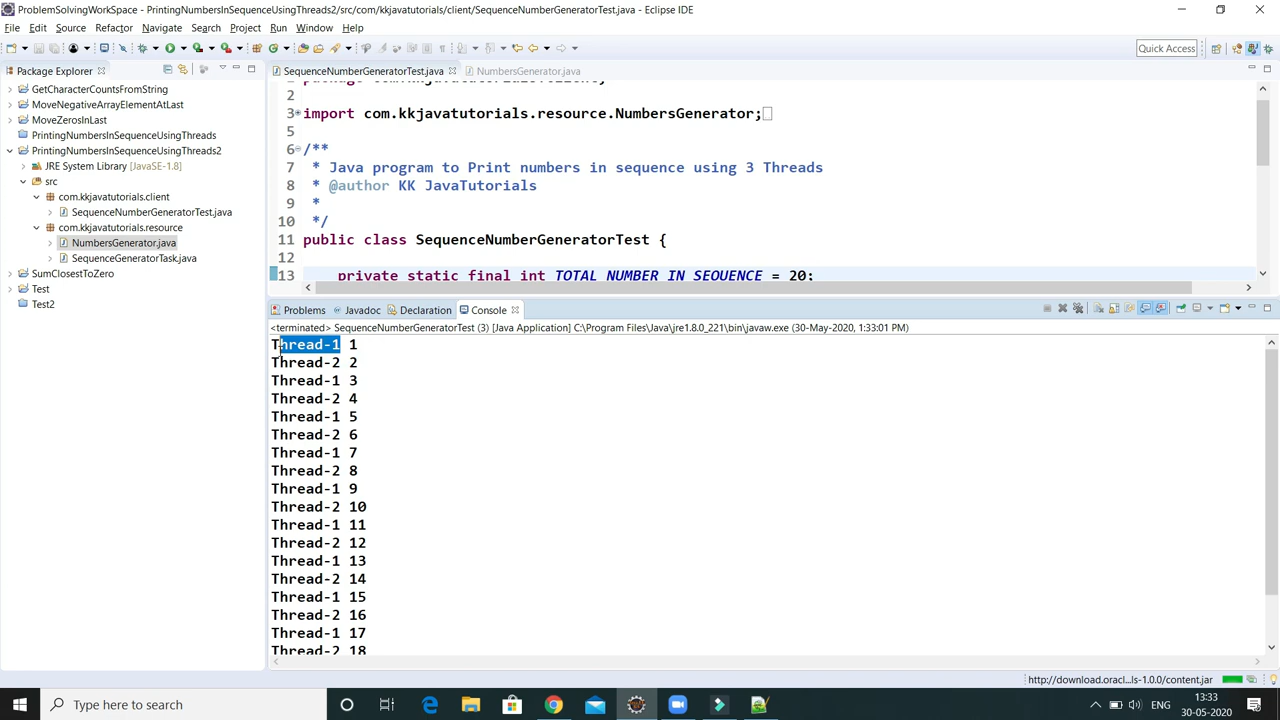 ProblemSolvingWorkSpace - PrintingNumbersInSequenceUsingThreads2/src/com/kkjavatutorials/client/SequenceNumberGeneratorTest.java - Eclipse IDE
File Edit Source Refactor Navigate Search Project Run Window Help
Quick Access
Package Explorer
GetCharacterCountsFromString
MoveNegativeArrayElementAtLast
MoveZerosInLast
PrintingNumbersInSequenceUsingThreads
PrintingNumbersInSequenceUsingThreads2
JRE System Library [JavaSE-1.8]
src
com.kkjavatutorials.client
SequenceNumberGeneratorTest.java
com.kkjavatutorials.resource
NumbersGenerator.java
SequenceGeneratorTask.java
SumClosestToZero
Test
Test2
SequenceNumberGeneratorTest.java NumbersGenerator.java
2
3 import com.kkjavatutorials.resource.NumbersGenerator;
5
6 /**
7 * Java program to Print numbers in sequence using 3 Threads
8 * @author KK JavaTutorials
9 *
10 */
11 public class SequenceNumberGeneratorTest {
12
13 private static final int TOTAL_NUMBER_IN_SEQUENCE = 20;
Problems Javadoc Declaration Console
<terminated> SequenceNumberGeneratorTest (3) [Java Application] C:\Program Files\Java\jre1.8.0_221\bin\javaw.exe (30-May-2020, 1:33:01 PM)
Thread-1 1
Thread-2 2
Thread-1 3
Thread-2 4
Thread-1 5
Thread-2 6
Thread-1 7
Thread-2 8
Thread-1 9
Thread-2 10
Thread-1 11
Thread-2 12
Thread-1 13
Thread-2 14
Thread-1 15
Thread-2 16
Thread-1 17
Thread-2 18
http://download.oracl...ls-1.0.0/content.jar
Type here to search
ENG
13:33
30-05-2020